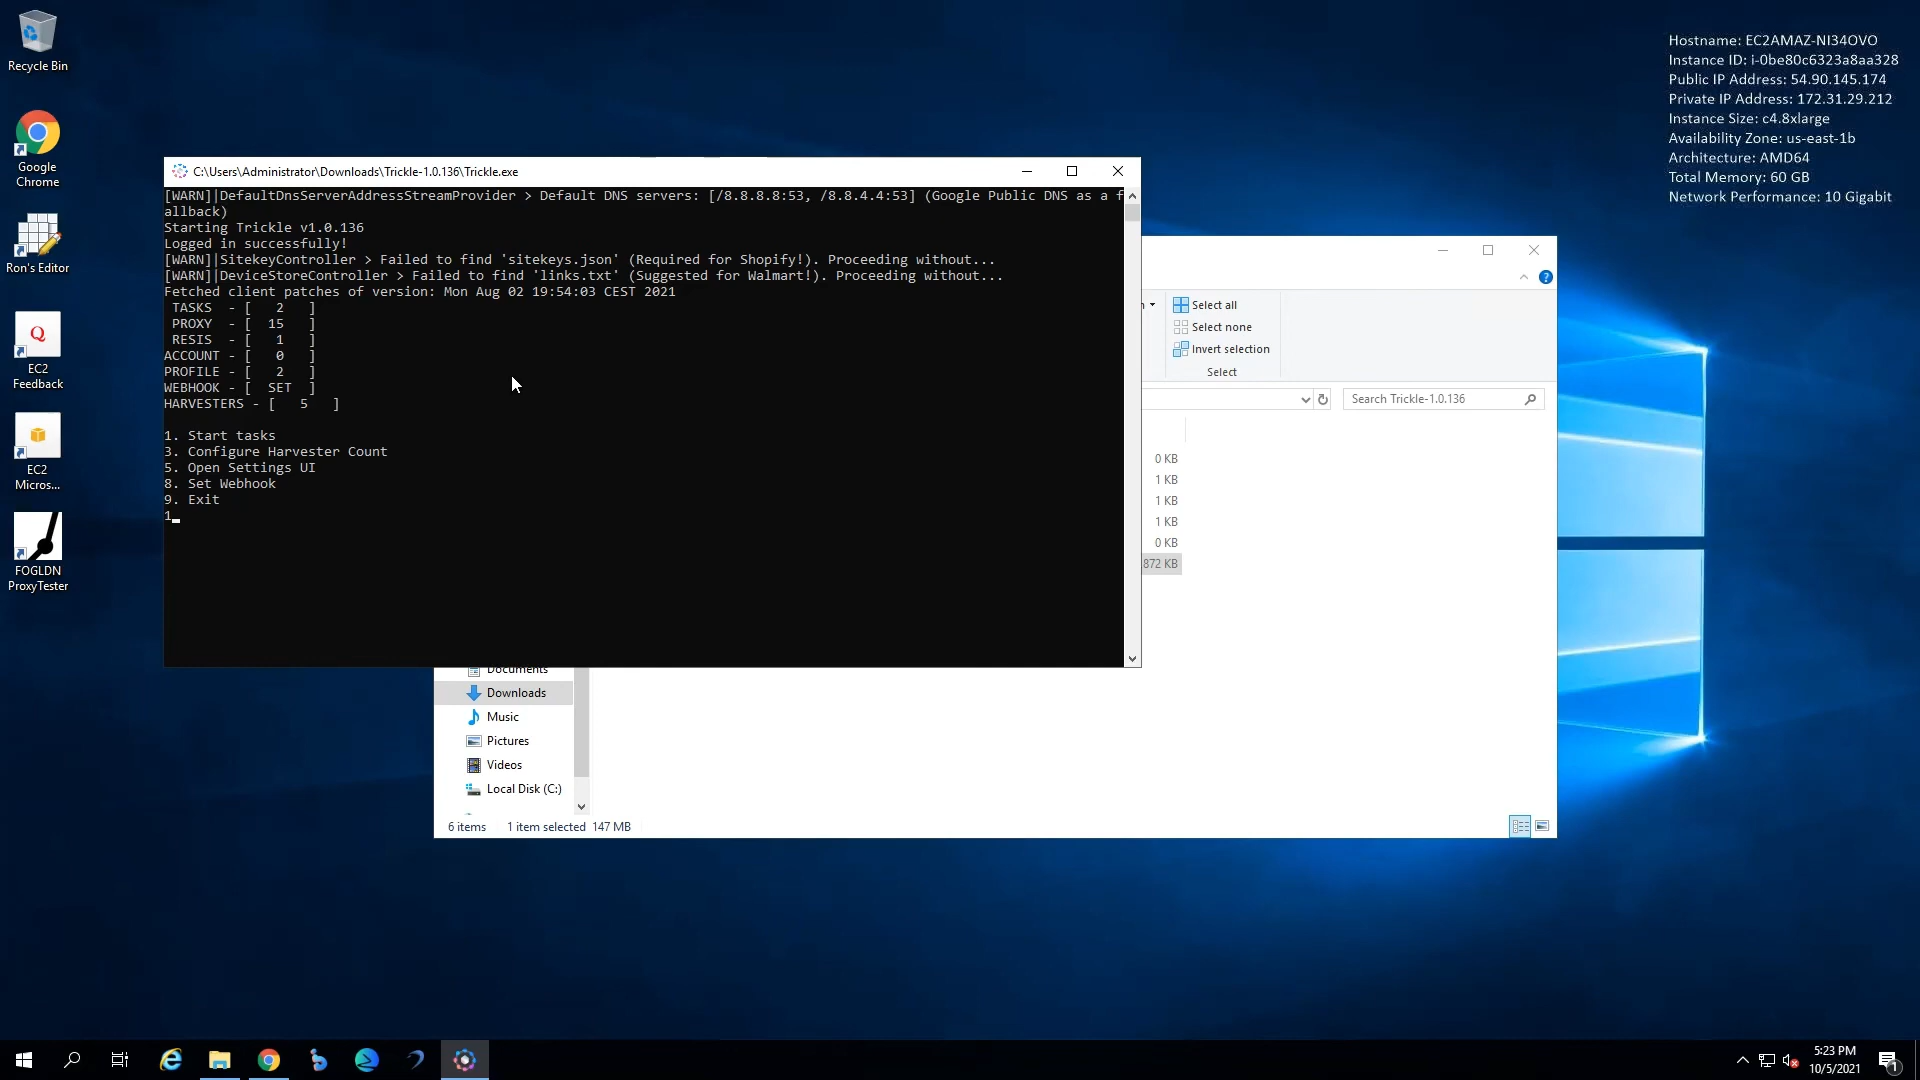 Recycle Bin
Google
Chrome
Ron's Editor
EC2
Feedback
EC2
Micros...
FOGLDN
ProxyTester
Hostname: EC2AMAZ-NI34OVO
Instance ID: i-0be80c6323a8aa328
Public IP Address: 54.90.145.174
Private IP Address: 172.31.29.212
Instance Size: c4.8xlarge
Availability Zone: us-east-1b
Architecture: AMD64
Total Memory: 60 GB
Network Performance: 10 Gigabit
C:\Users\Administrator\Downloads\Trickle-1.0.136\Trickle.exe
[WARN]|DefaultDnsServerAddressStreamProvider > Default DNS servers: [/8.8.8.8:53, /8.8.4.4:53] (Google Public DNS as a f
allback)
Starting Trickle v1.0.136
Logged in successfully!
[WARN]|SitekeyController > Failed to find 'sitekeys.json' (Required for Shopify!). Proceeding without...
[WARN]|DeviceStoreController > Failed to find 'links.txt' (Suggested for Walmart!). Proceeding without...
Fetched client patches of version: Mon Aug 02 19:54:03 CEST 2021
TASKS - [ 2 ]
PROXY - [ 15 ]
RESIS - [ 1 ]
ACCOUNT - [ 0 ]
PROFILE - [ 2 ]
WEBHOOK - [ SET ]
HARVESTERS - [ 5 ]
1. Start tasks
3. Configure Harvester Count
5. Open Settings UI
8. Set Webhook
9. Exit
1
Select all
Select none
Invert selection
Select
Search Trickle-1.0.136
0 KB
1 KB
1 KB
1 KB
0 KB
872 KB
Documents
Downloads
Music
Pictures
Videos
Local Disk (C:)
6 items 1 item selected 147 MB
5:23 PM
10/5/2021
1